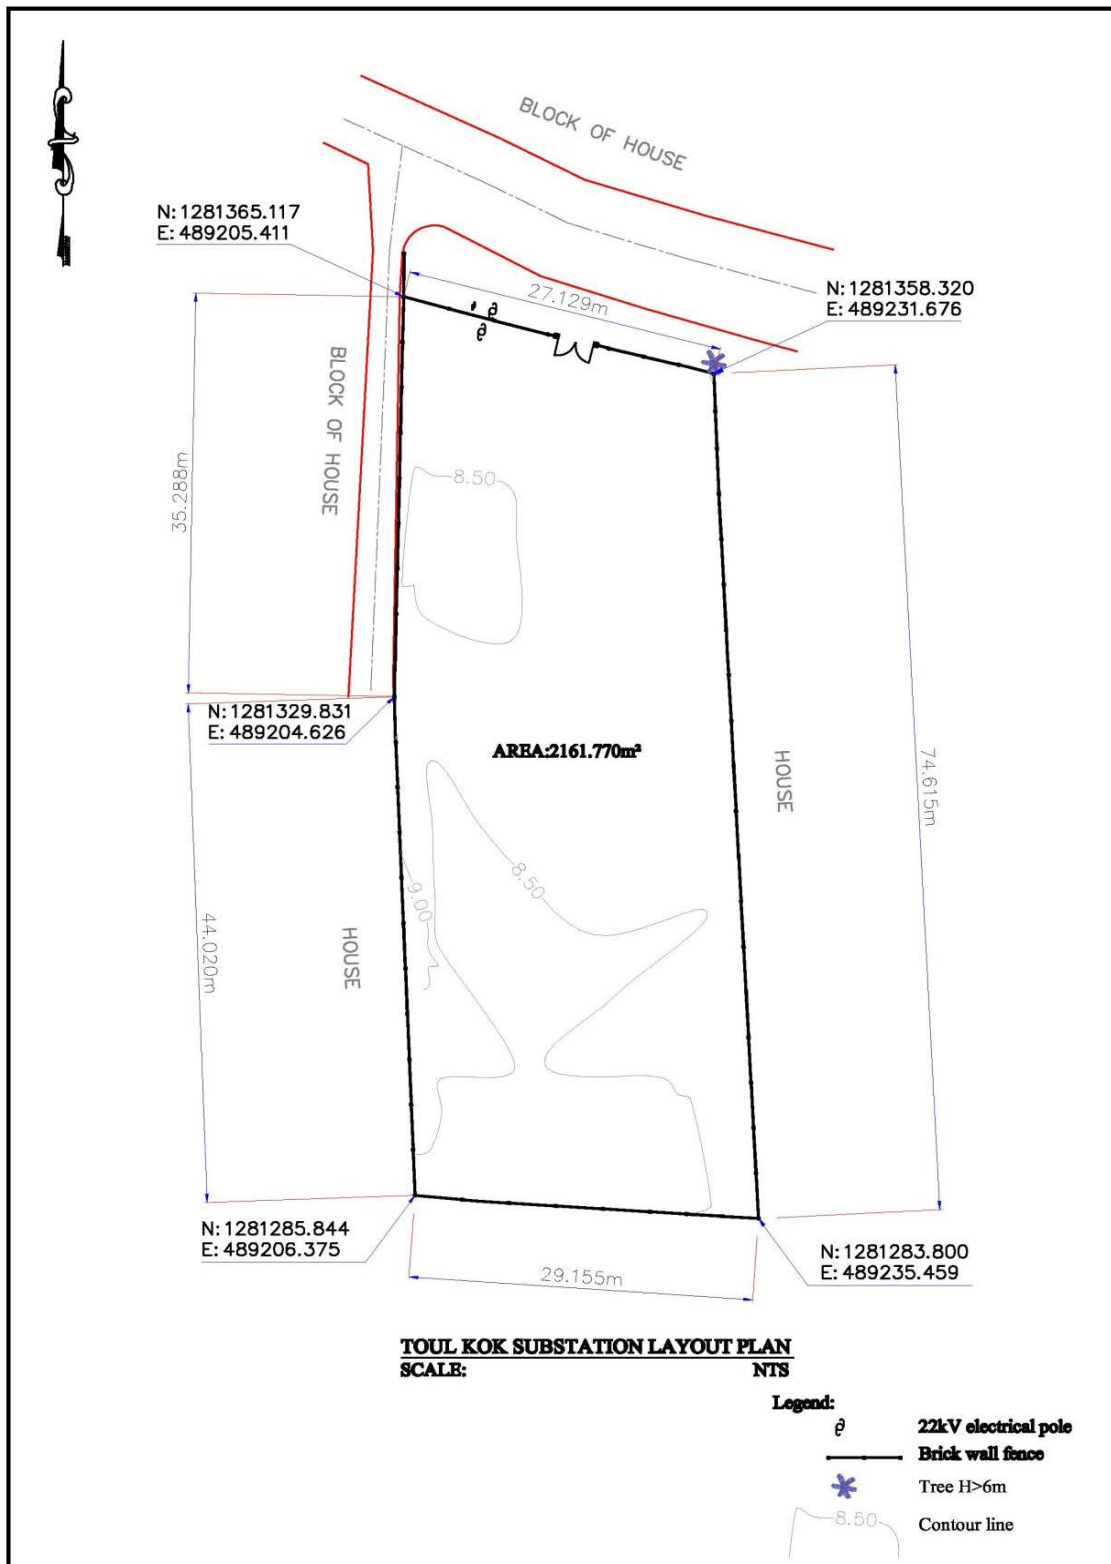 BLOCK OF HOUSE
N: 1281365.117
E: 489205.411
27.129m
N: 1281358.320
E: 489231.676
BLOCK OF HOUSE
35.288m
8.50
N: 1281329.831
E: 489204.626
AREA:2161.770m²
HOUSE
74.615m
8.50
9.00
HOUSE
44.020m
N: 1281285.844
E: 489206.375
N: 1281283.800
E: 489235.459
29.155m
TOUL KOK SUBSTATION LAYOUT PLAN
SCALE: NTS
Legend:
22kV electrical pole
Brick wall fence
Tree H>6m
8.50
Contour line